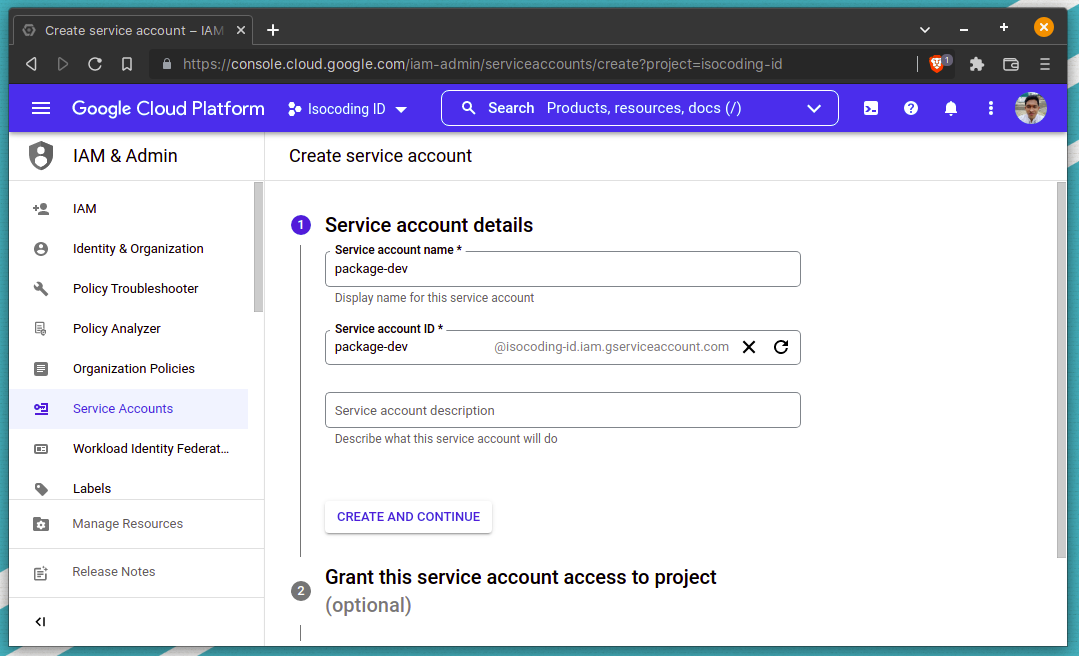 Create service account – IAM
https://console.cloud.google.com/iam-admin/serviceaccounts/create?project=isocoding-id
1
Google Cloud Platform
Isocoding ID
Search Products, resources, docs (/)
IAM & Admin
Create service account
IAM
Identity & Organization
Policy Troubleshooter
Policy Analyzer
Organization Policies
Service Accounts
Workload Identity Federat…
Labels
Manage Resources
Release Notes
1 Service account details
Service account name *
package-dev
Display name for this service account
Service account ID *
package-dev @isocoding-id.iam.gserviceaccount.com
Service account description
Describe what this service account will do
CREATE AND CONTINUE
2 Grant this service account access to project
(optional)